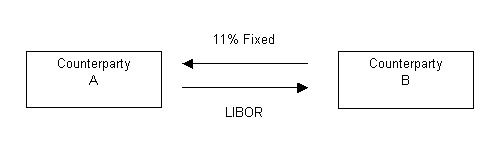 11% Fixed
Counterparty
A
Counterparty
B
LIBOR